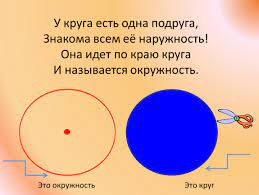 У круга есть одна подруга,
Знакома всем её наружность!
Она идет по краю круга
И называется окружность.
Это окружность
Это круг